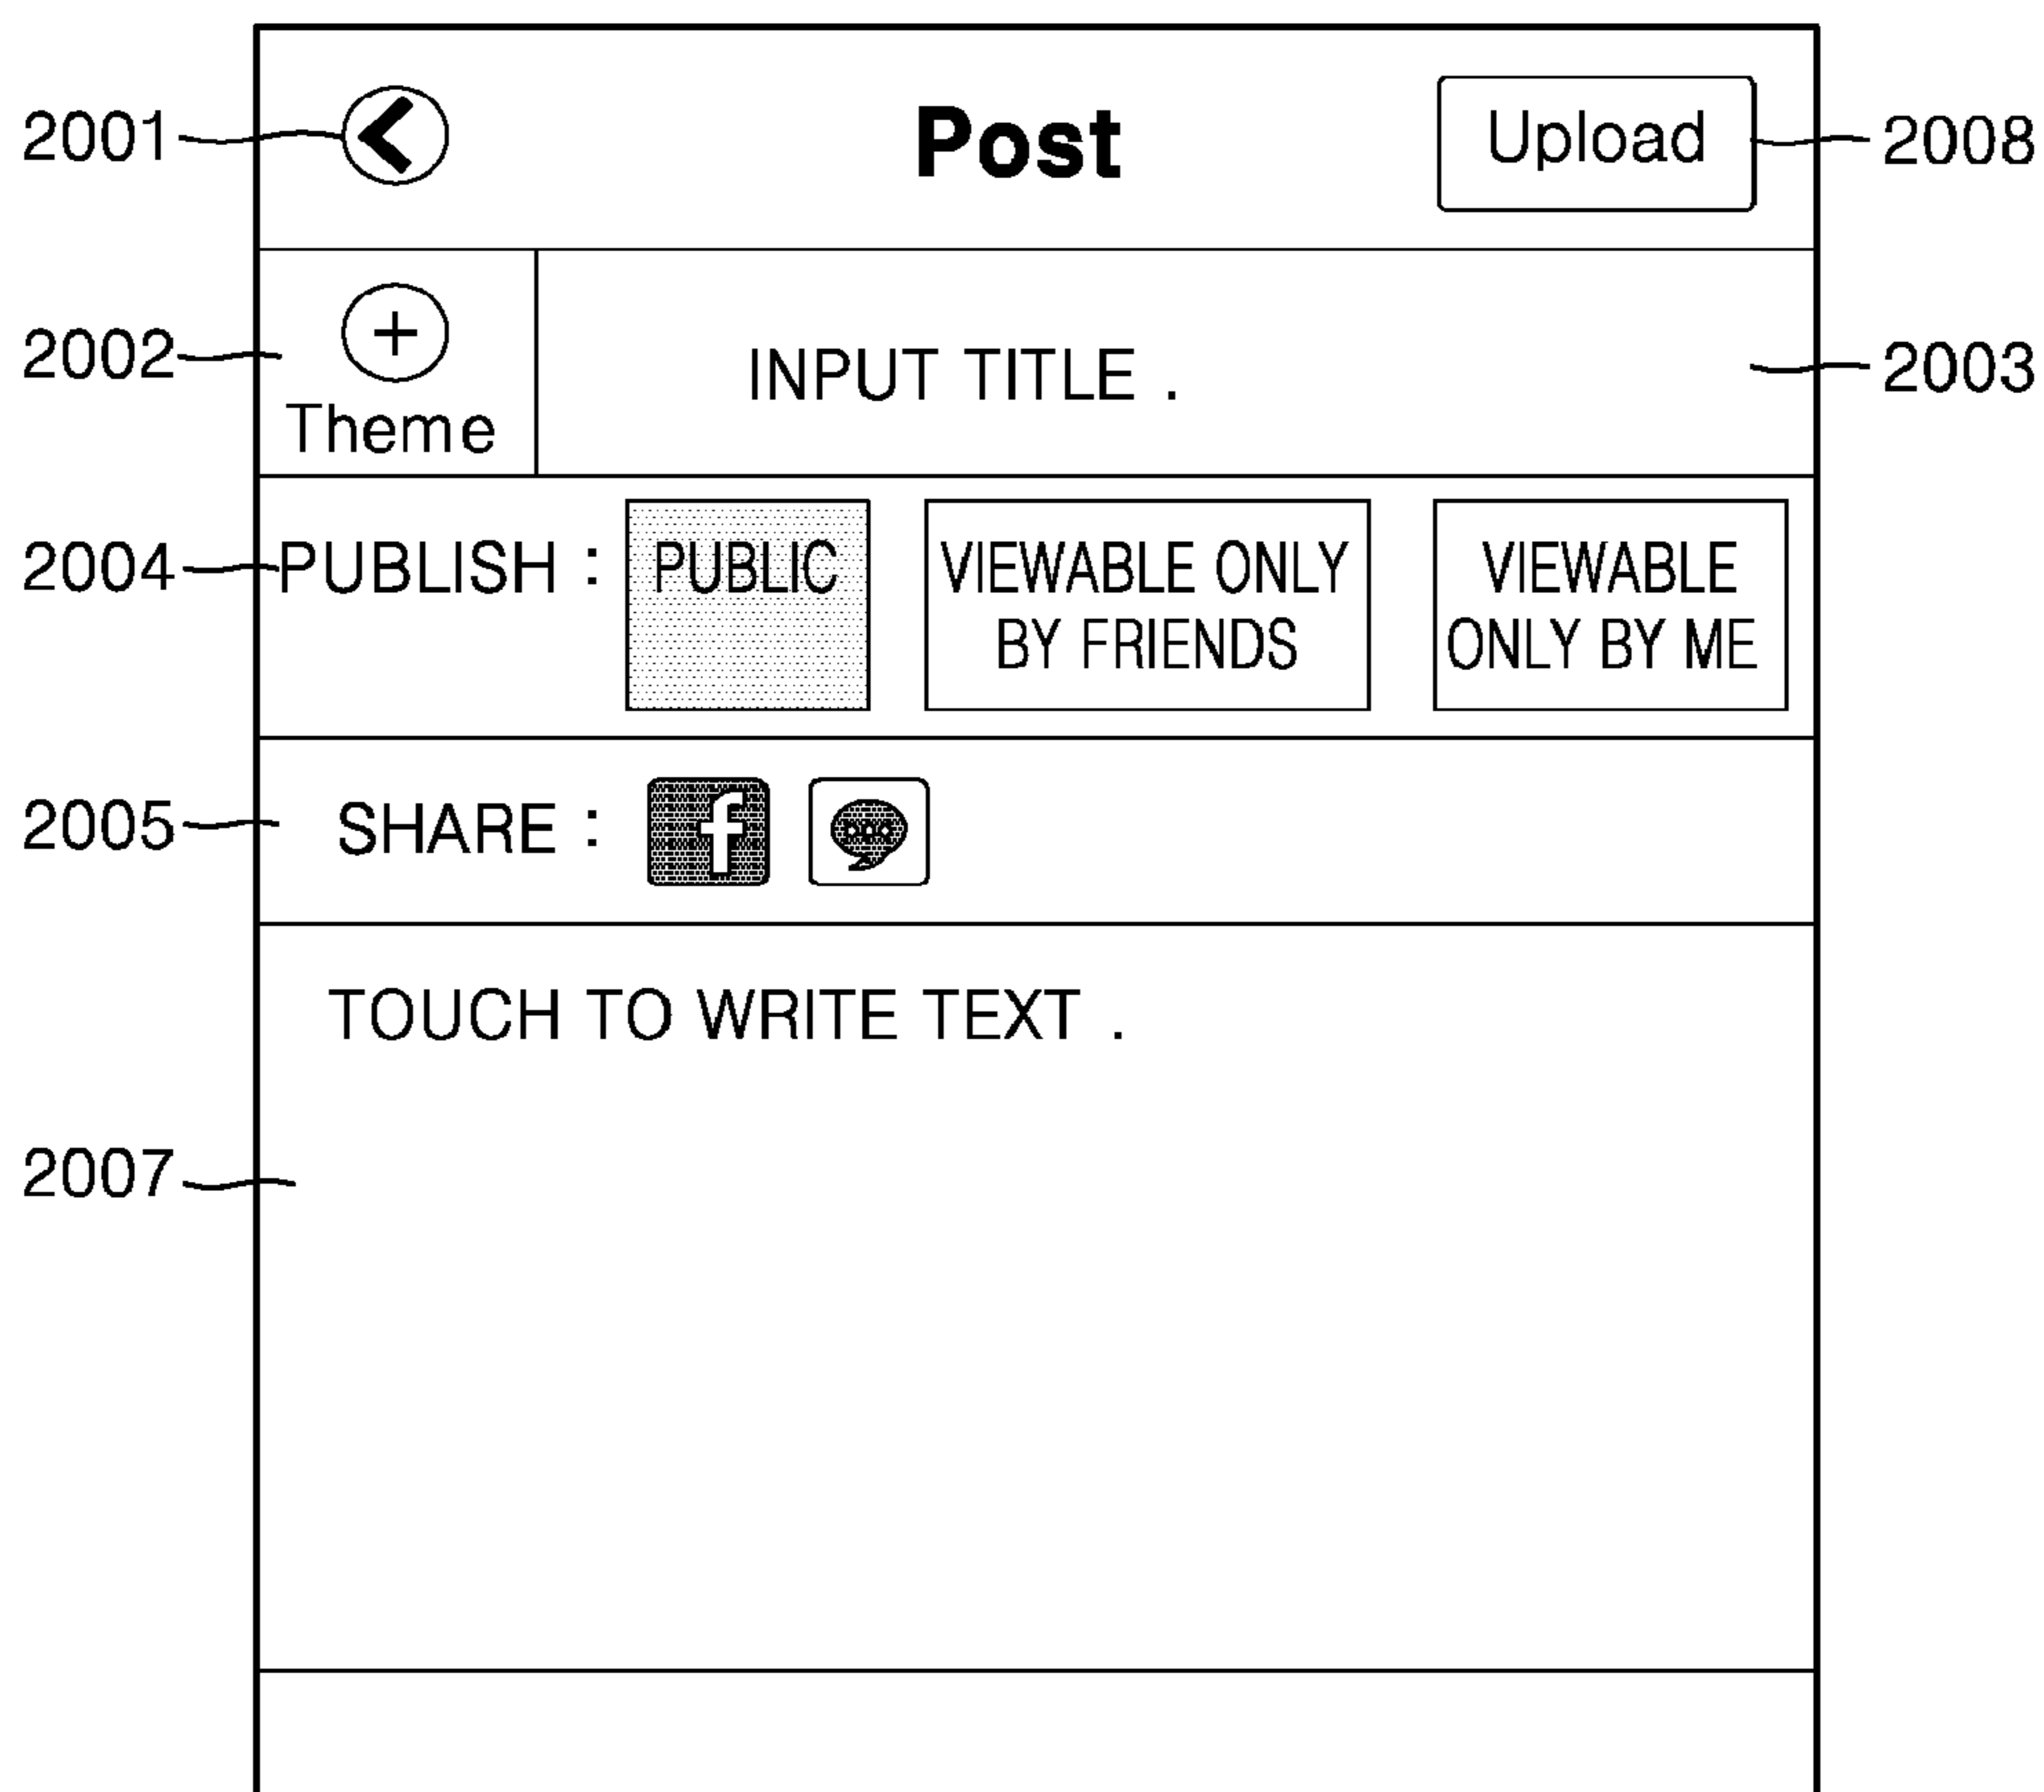 2001 Post Upload 2008
2002 Theme INPUT TITLE . 2003
2004 PUBLISH : PUBLIC VIEWABLE ONLY BY FRIENDS VIEWABLE ONLY BY ME
2005 SHARE : f
TOUCH TO WRITE TEXT .
2007